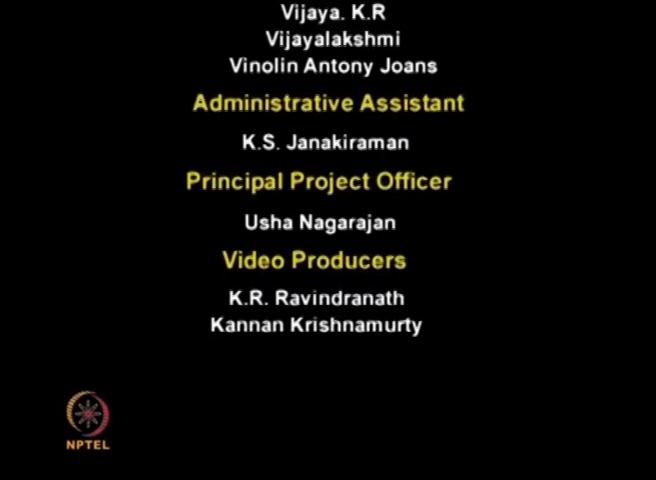 Vijaya. K.R
Vijayalakshmi
Vinolin Antony Joans
Administrative Assistant
K.S. Janakiraman
Principal Project Officer
Usha Nagarajan
Video Producers
K.R. Ravindranath
Kannan Krishnamurty
NPTEL